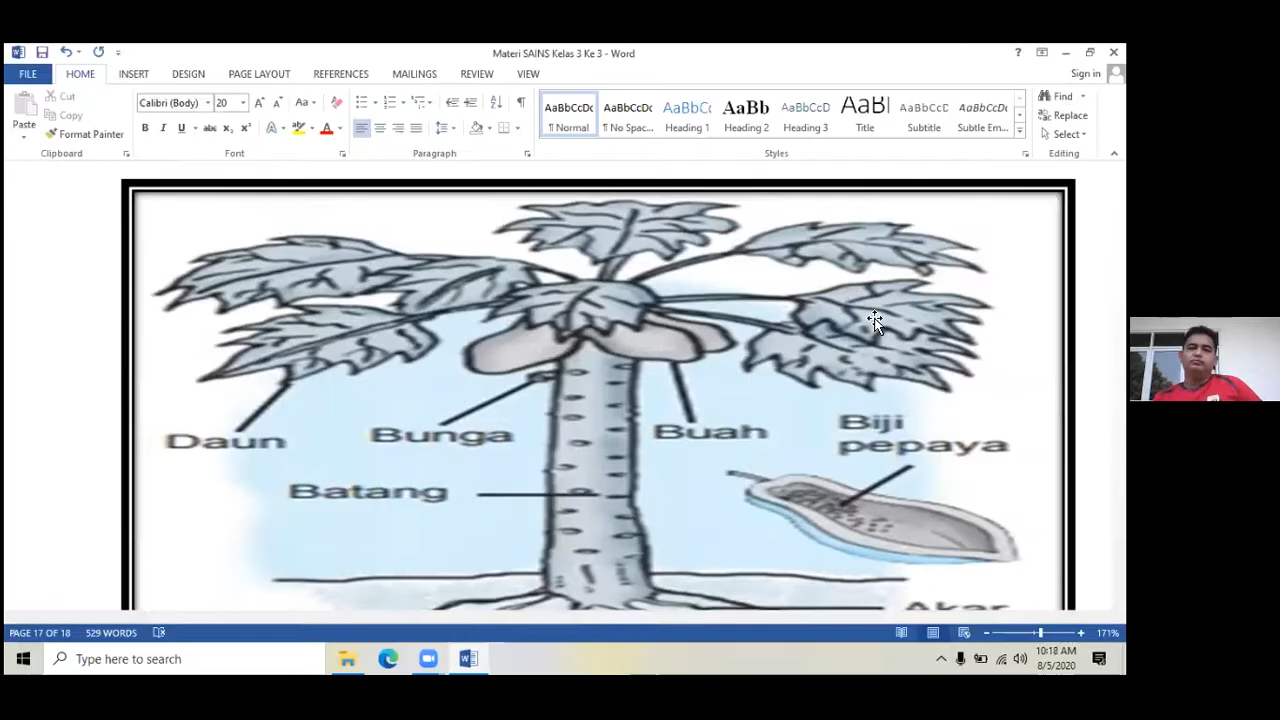 Materi SAINS Kelas 3 Ke 3 - Word
Sign in
FILE HOME INSERT DESIGN PAGE LAYOUT REFERENCES MAILINGS REVIEW VIEW
Paste
Cut
Copy
Format Painter
Calibri (Body) 20
AaBbCcDc AaBbCcDc AaBbCc AaBbCc AaBbCcD AaBl AaBbCcD AaBbCcD
¶ Normal ¶ No Spac... Heading 1 Heading 2 Heading 3 Title Subtitle Subtle Em...
Find
Replace
Select
Clipboard Font Paragraph Styles Editing
Daun
Bunga
Buah
Biji
pepaya
Batang
Akar
PAGE 17 OF 18 529 WORDS 171%
Type here to search
10:18 AM
8/5/2020